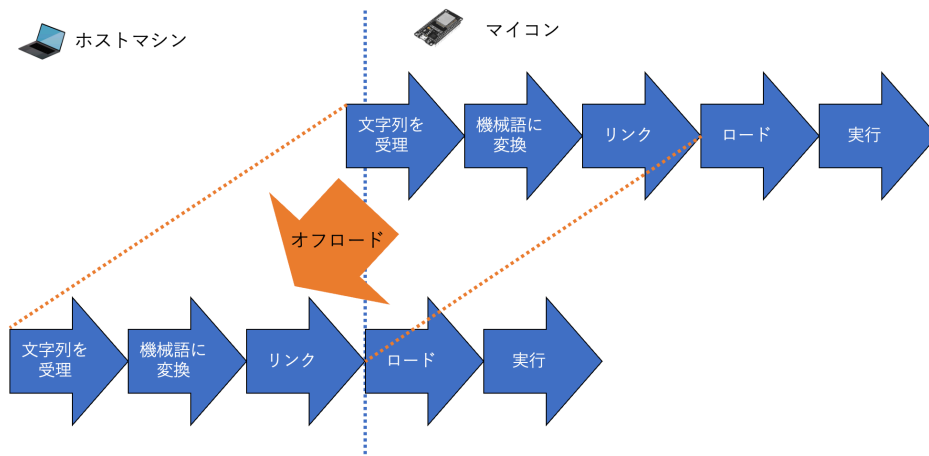 ホストマシン
マイコン
文字列を
受理
機械語に
変換
リンク
ロード
実行
オフロード
文字列を
受理
機械語に
変換
リンク
ロード
実行